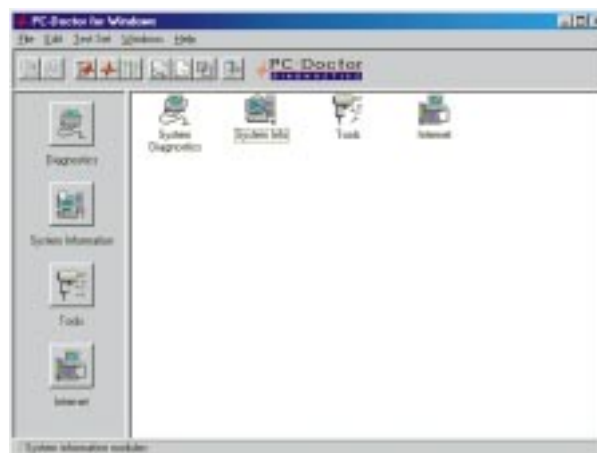 PC-Doctor for Windows
File Edit Test Set Windows Help
PC Doctor
DIAGNOSTICS
Diagnostics
System Information
Tools
Internet
System Diagnostics
System Info
Tools
Internet
System information modules